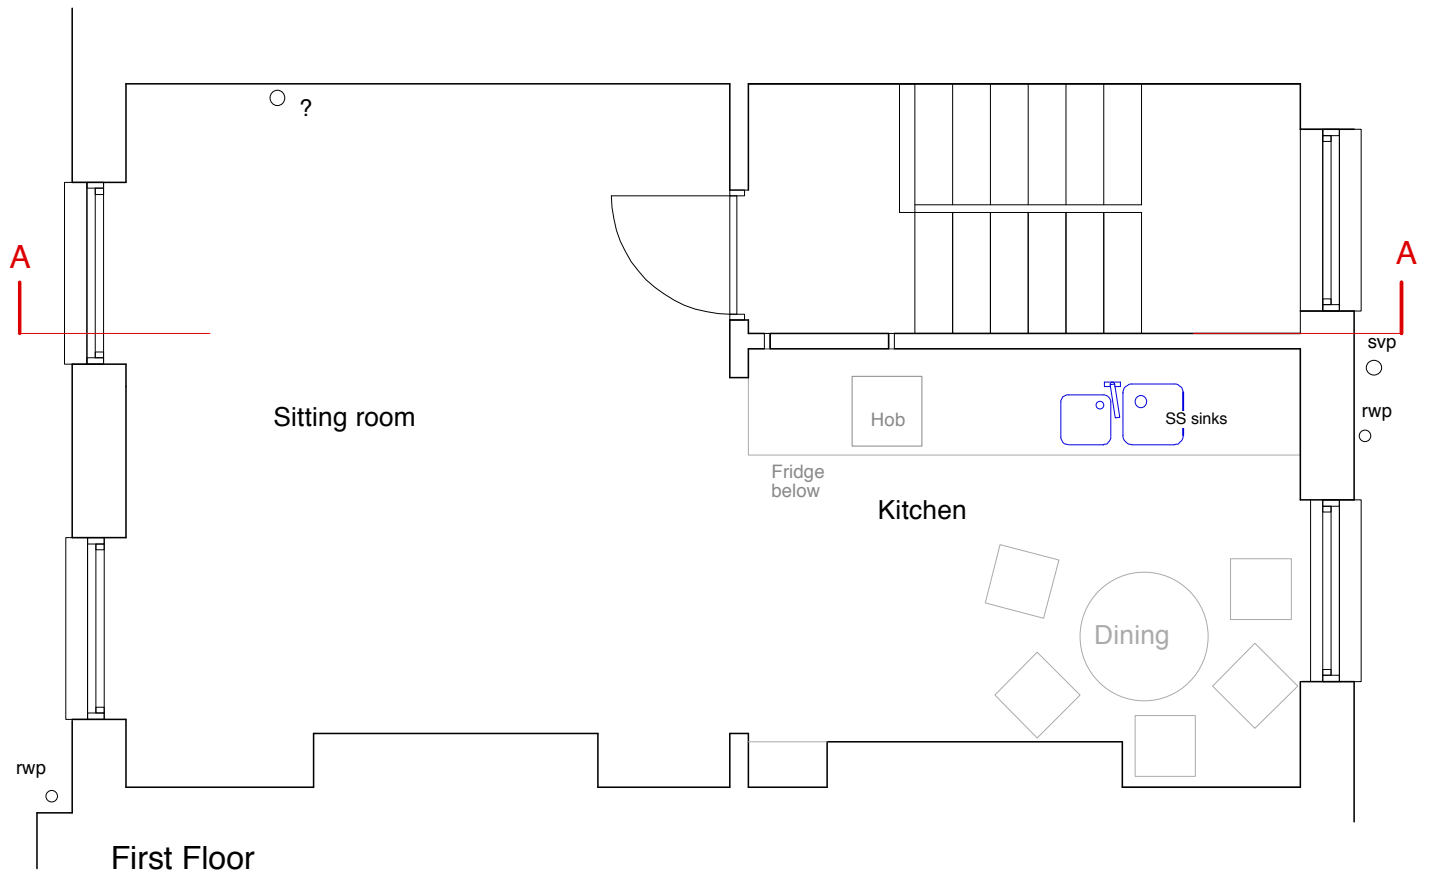 ?
A
A
svp
rwp
Sitting room
Hob
SS sinks
Fridge
below
Kitchen
Dining
rwp
First Floor